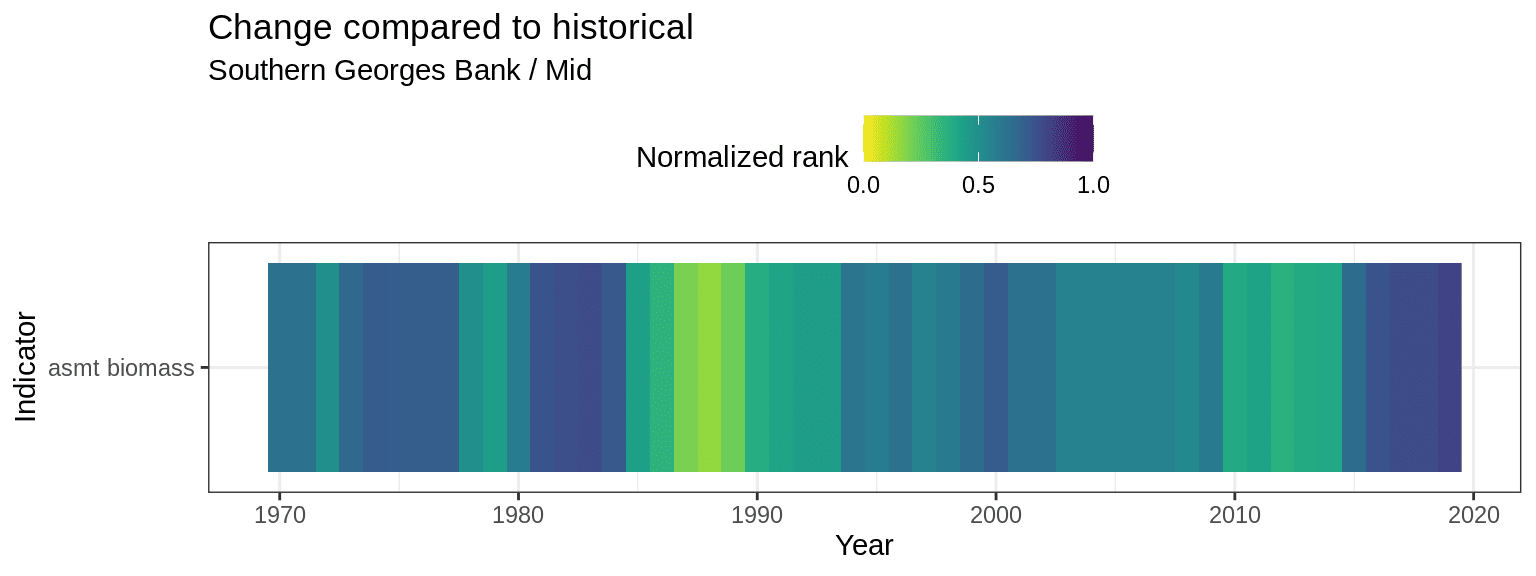 Change compared to historical
Southern Georges Bank / Mid
Normalized rank
0.0 0.5 1.0
Indicator
asmt biomass
1970 1980 1990 2000 2010 2020
Year